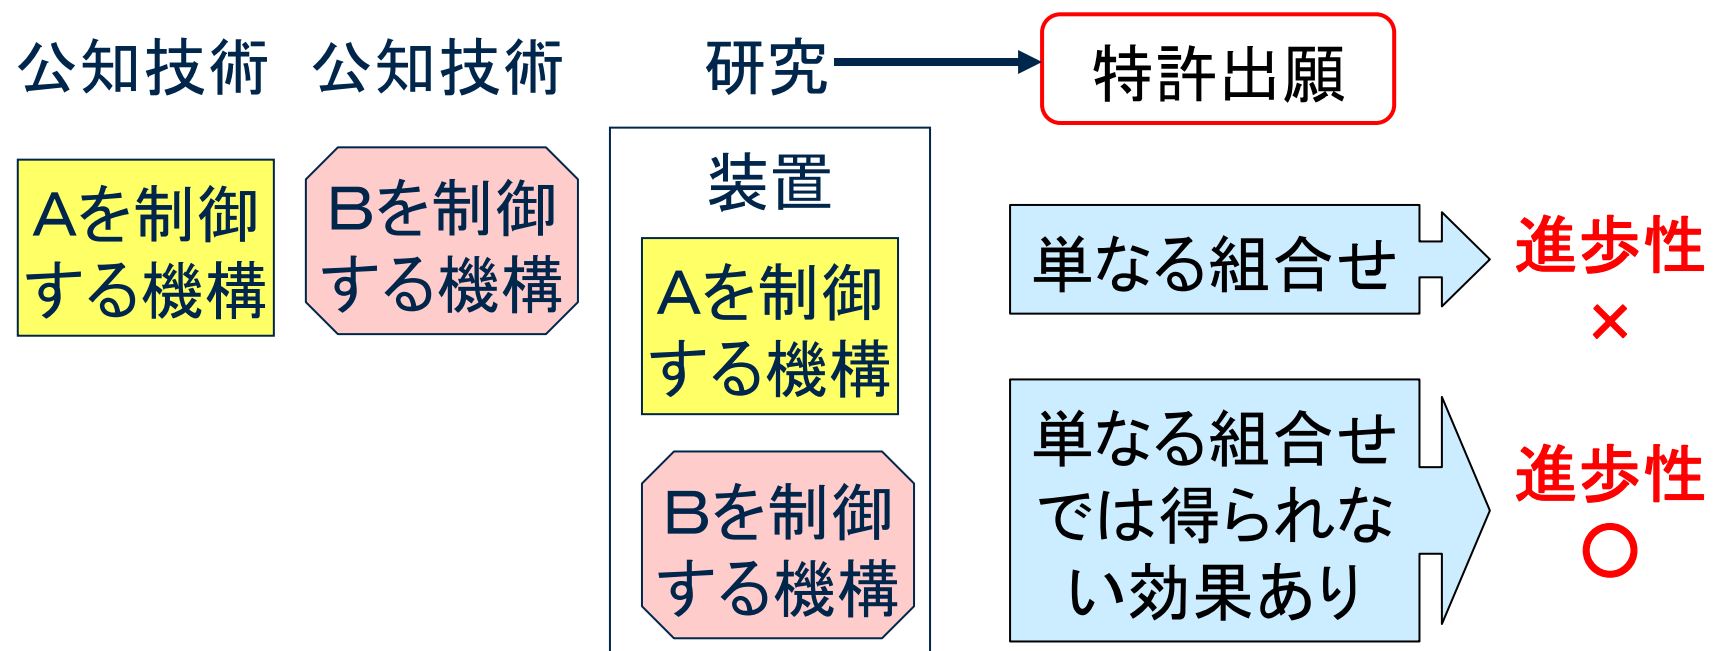 公知技術
公知技術
研究
特許出願
Aを制御
する機構
Bを制御
する機構
装置
Aを制御
する機構
Bを制御
する機構
単なる組合せ
進歩性
×
単なる組合せ
では得られな
い効果あり
進歩性
○